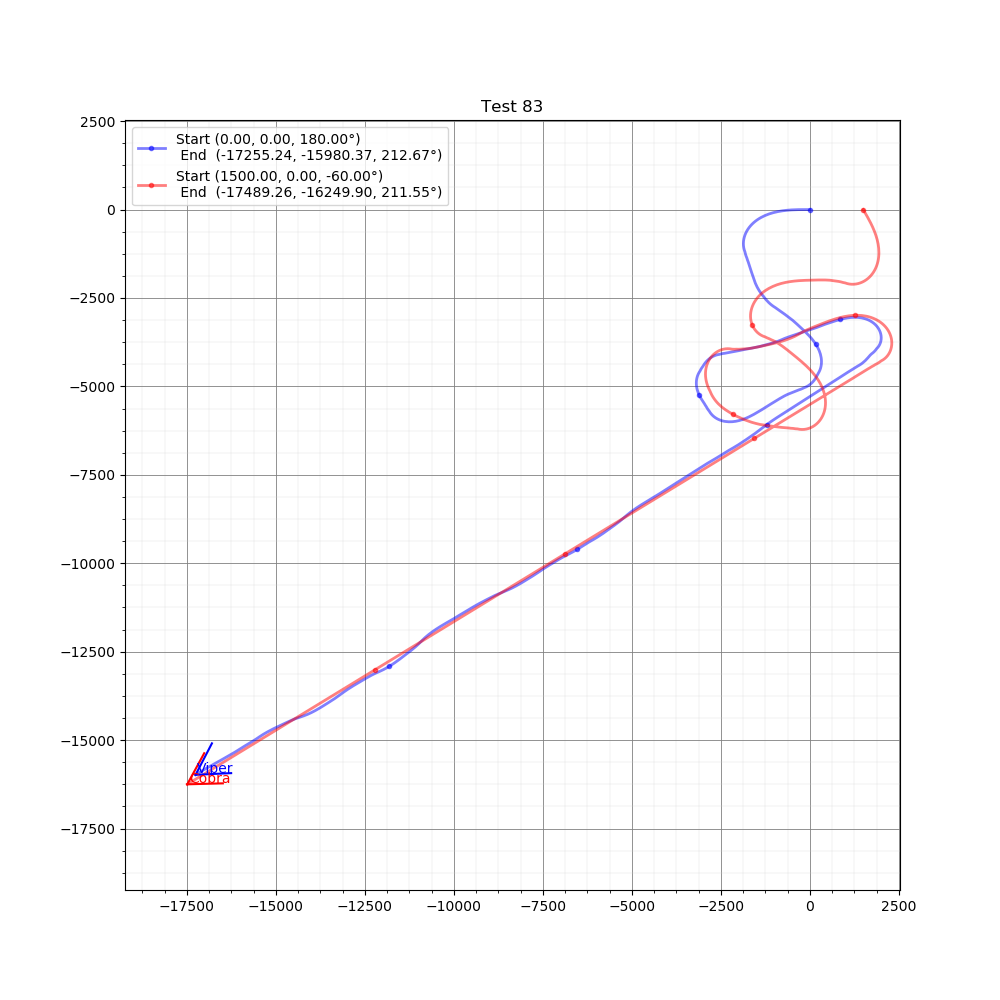 Test 83
Start (0.00, 0.00, 180.00°)
End  (-17255.24, -15980.37, 212.67°)
Start (1500.00, 0.00, -60.00°)
End  (-17489.26, -16249.90, 211.55°)
2500
0
−2500
−5000
−7500
−10000
−12500
−15000
−17500
Viper
Cobra
−17500 −15000 −12500 −10000 −7500 −5000 −2500 0 2500